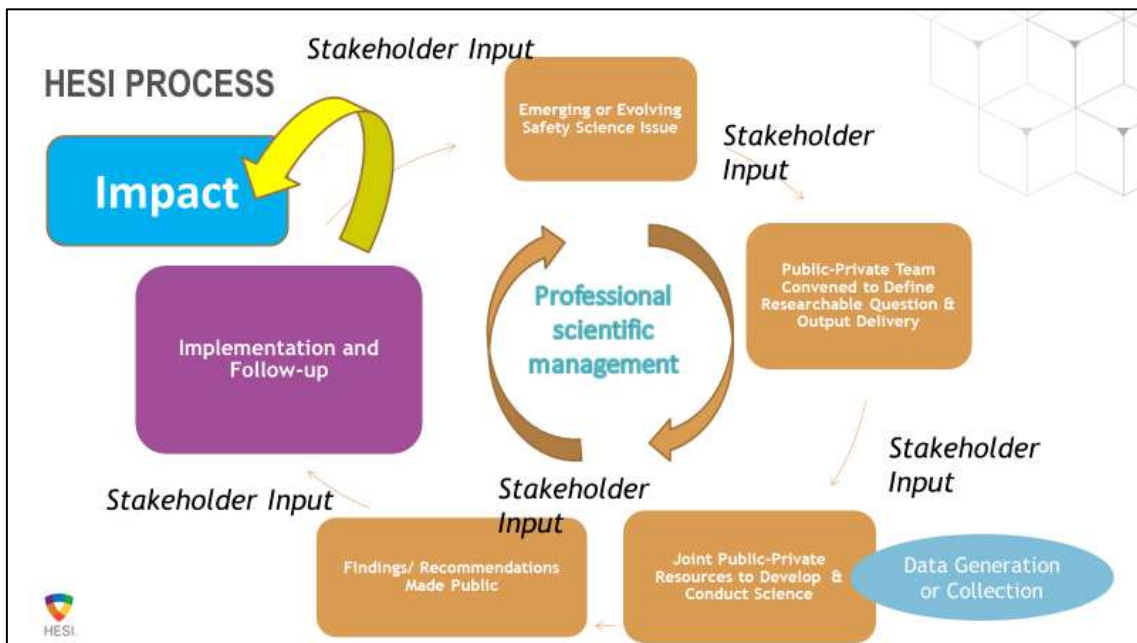 Stakeholder Input
HESI PROCESS
Emerging or Evolving
Safety Science Issue
Stakeholder
Input
Impact
Public-Private Team
Convened to Define
Researchable Question &
Output Delivery
Professional
scientific
management
Implementation and
Follow-up
Stakeholder
Input
Stakeholder Input
Stakeholder
Input
Findings/ Recommendations
Made Public
Joint Public-Private
Resources to Develop &
Conduct Science
Data Generation
or Collection
HESI